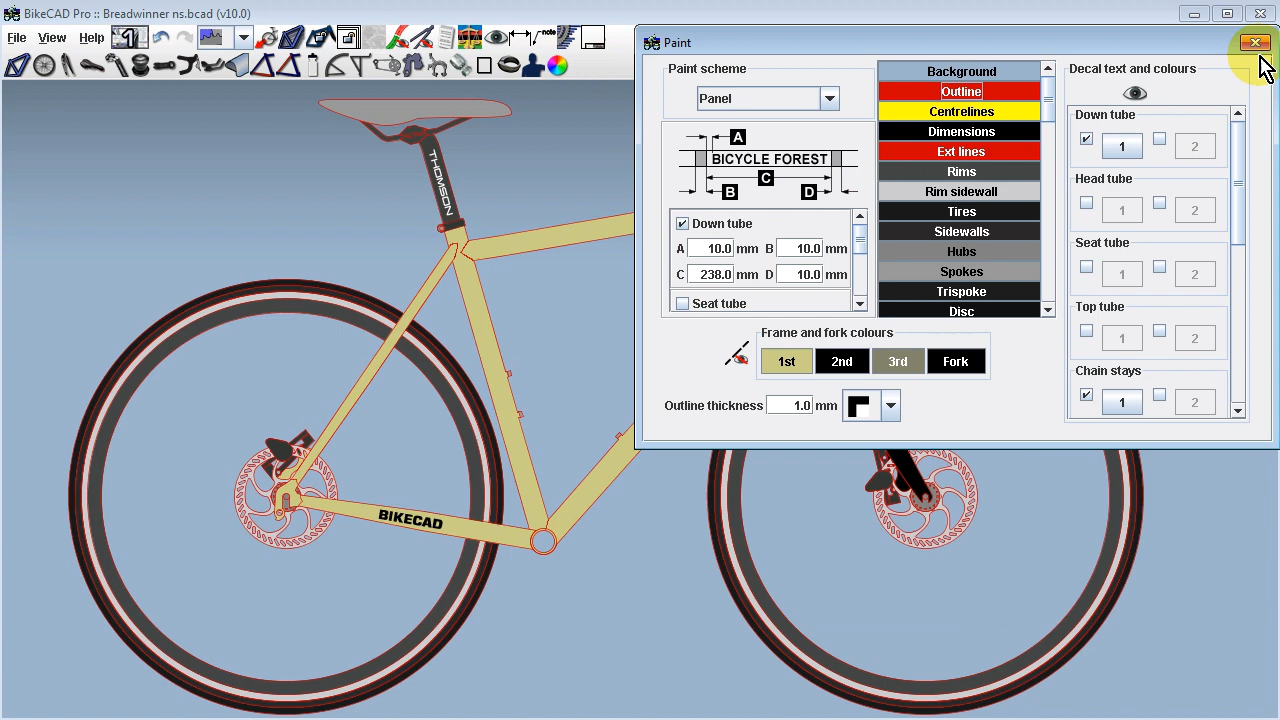 BikeCAD Pro :: Breadwinner ns.bcad (v10.0)
File View Help
1
note
THOMSON
BIKECAD
Paint
Paint scheme
Panel
A
BICYCLE FOREST
C
B D
Down tube
A 10.0 mm B 10.0 mm
C 238.0 mm D 10.0 mm
Seat tube
Background
Outline
Centrelines
Dimensions
Ext lines
Rims
Rim sidewall
Tires
Sidewalls
Hubs
Spokes
Trispoke
Disc
Frame and fork colours
1st 2nd 3rd Fork
Outline thickness 1.0 mm
Decal text and colours
Down tube
1 2
Head tube
1 2
Seat tube
1 2
Top tube
1 2
Chain stays
1 2